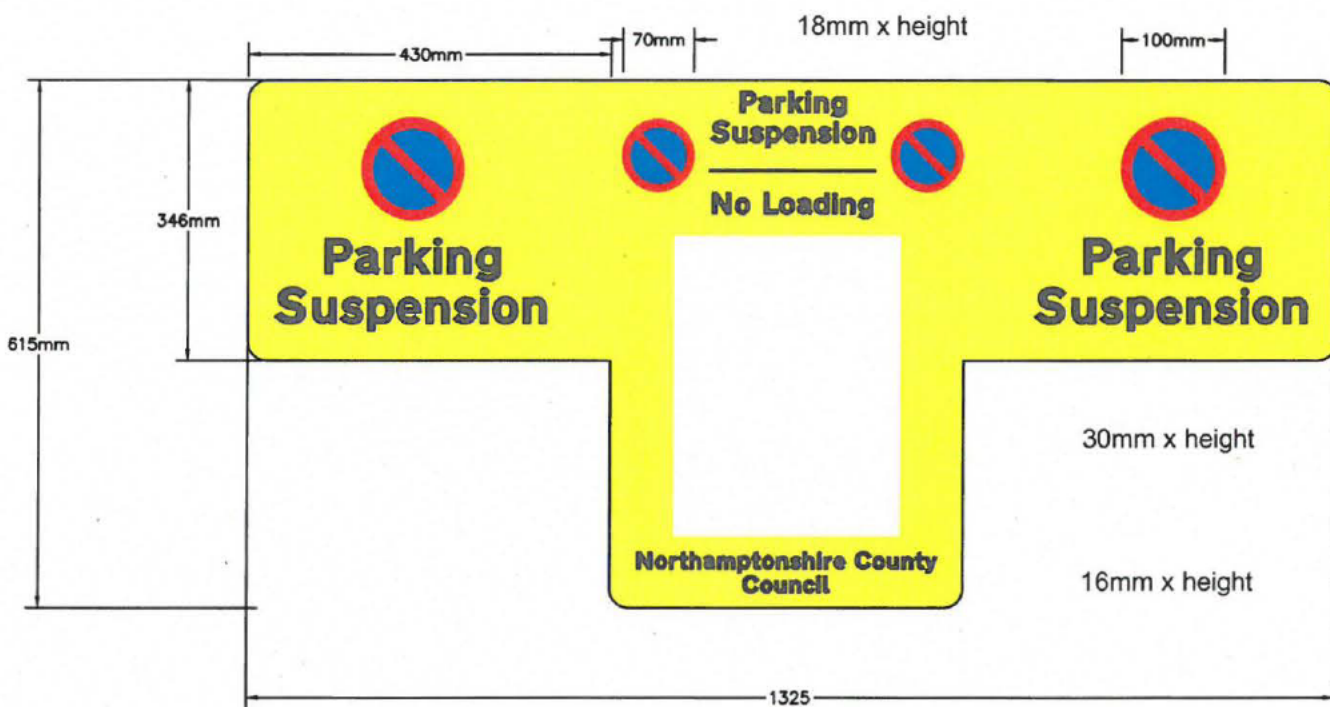 18mm x height
430mm
70mm
100mm
Parking
Suspension
No Loading
346mm
Parking
Suspension
Parking
Suspension
615mm
30mm x height
Northamptonshire County
Council
16mm x height
1325